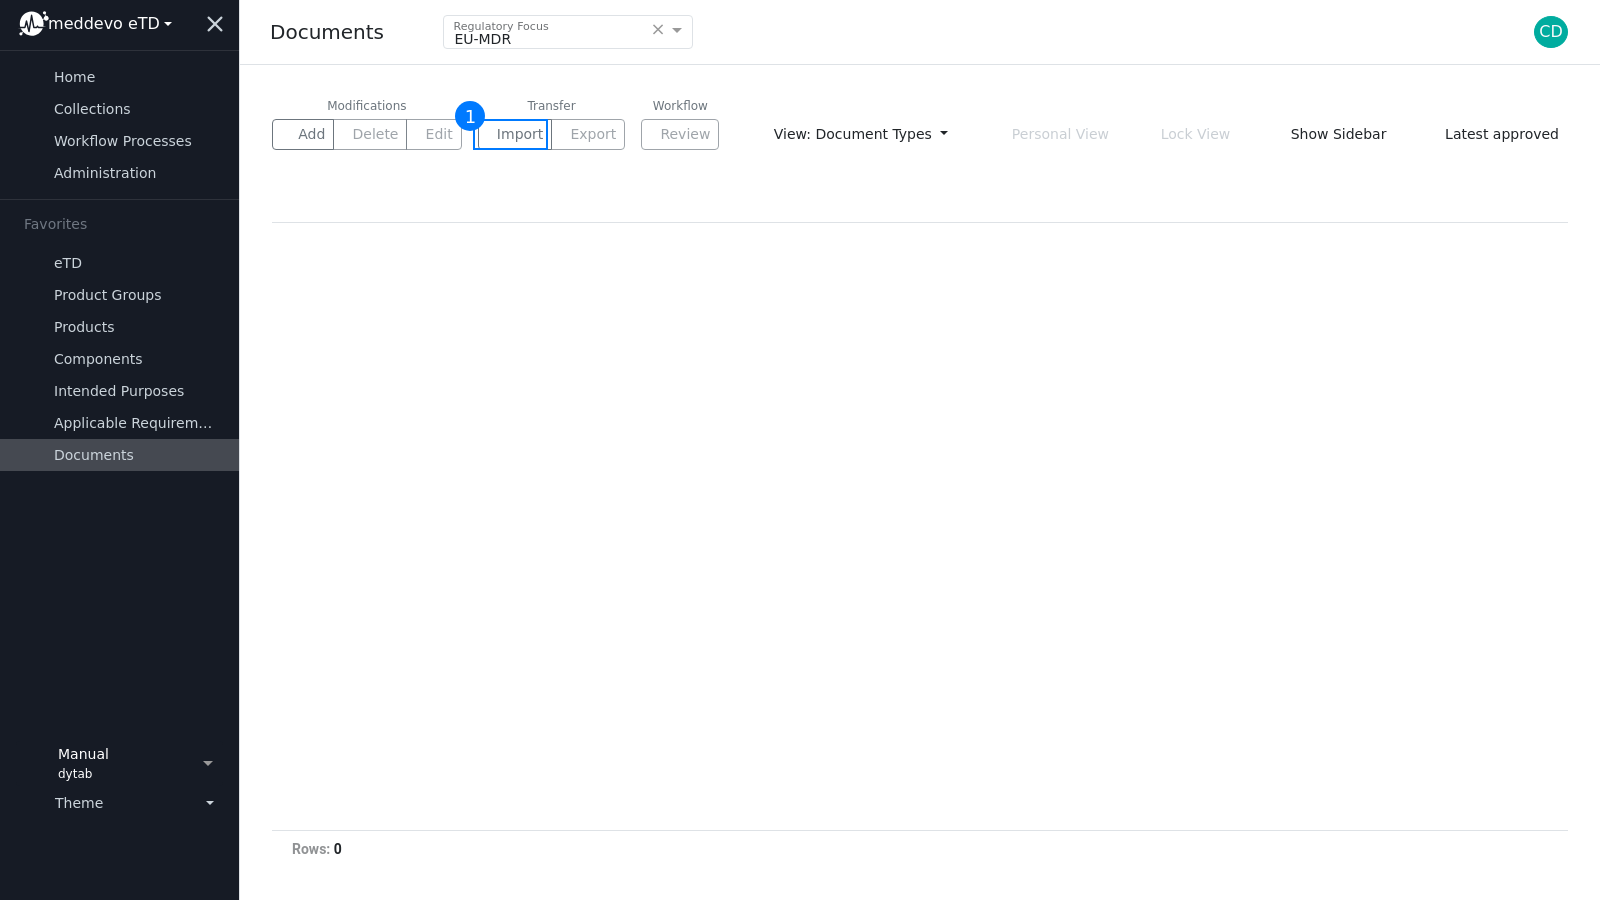 meddevo eTD
Documents
Regulatory Focus
EU-MDR
CD
Home
Collections
Workflow Processes
Administration
Favorites
eTD
Product Groups
Products
Components
Intended Purposes
Applicable Requirem...
Documents
Manual
dytab
Theme
Modifications
Transfer
Workflow
1
Add Delete Edit Import Export Review View: Document Types Personal View Lock View Show Sidebar Latest approved
Rows: 0